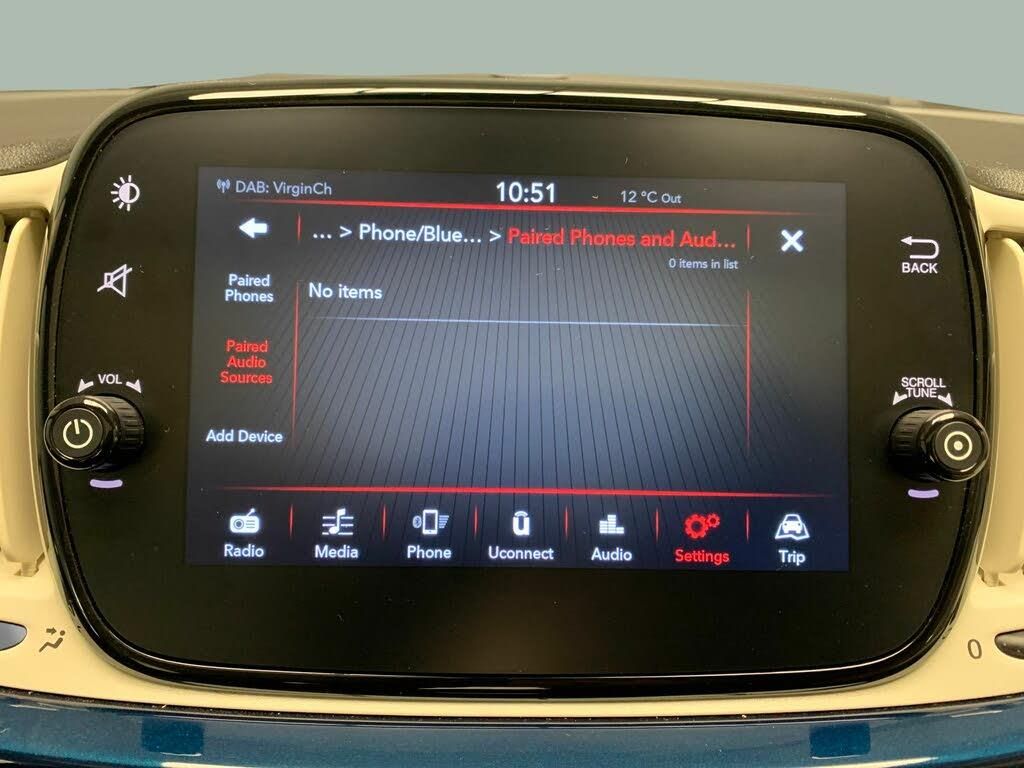 DAB: VirginCh
10:51
12 °C Out
... > Phone/Blue... > Paired Phones and Aud...
0 items in list
Paired
Phones
No items
Paired
Audio
Sources
Add Device
Radio
Media
Phone
Uconnect
Audio
Settings
Trip
VOL
BACK
SCROLL
TUNE
0